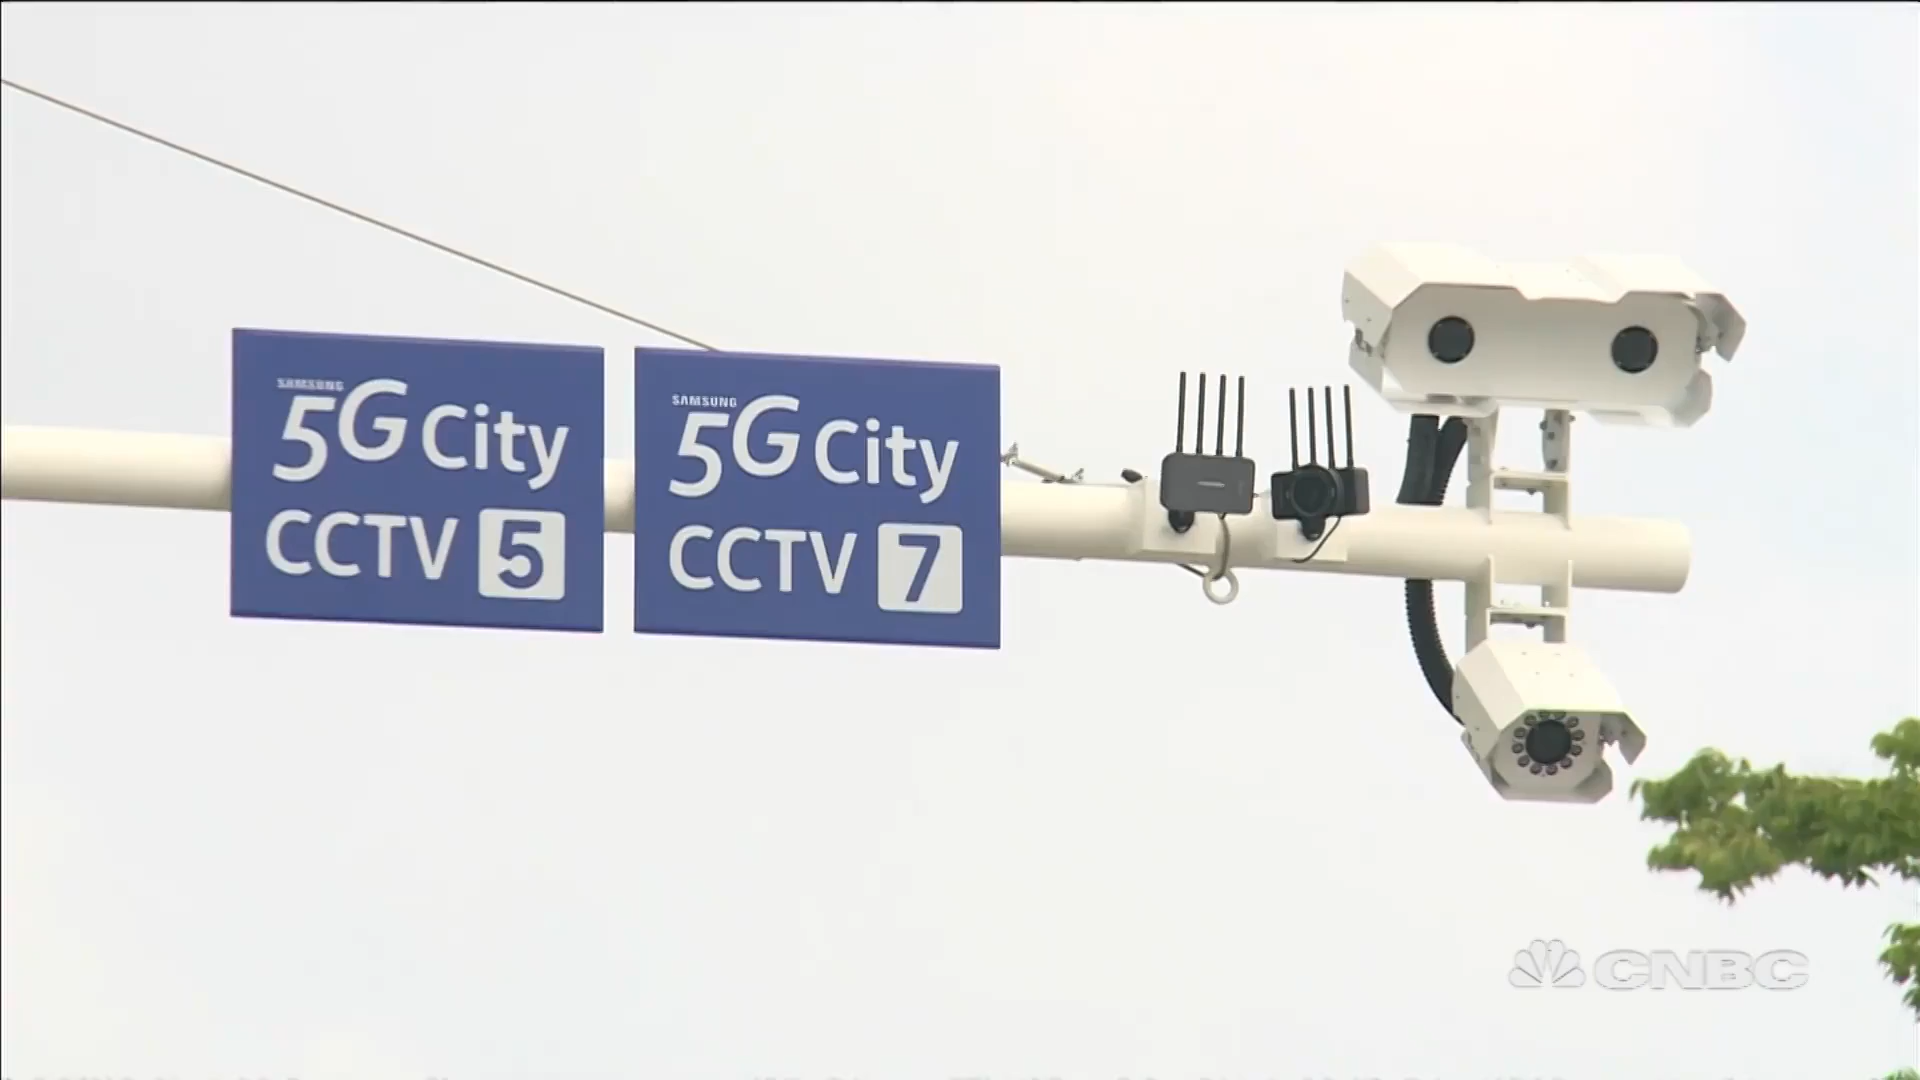 SAMSUNG
5G City
CCTV 5
SAMSUNG
5G City
CCTV 7
CNBC